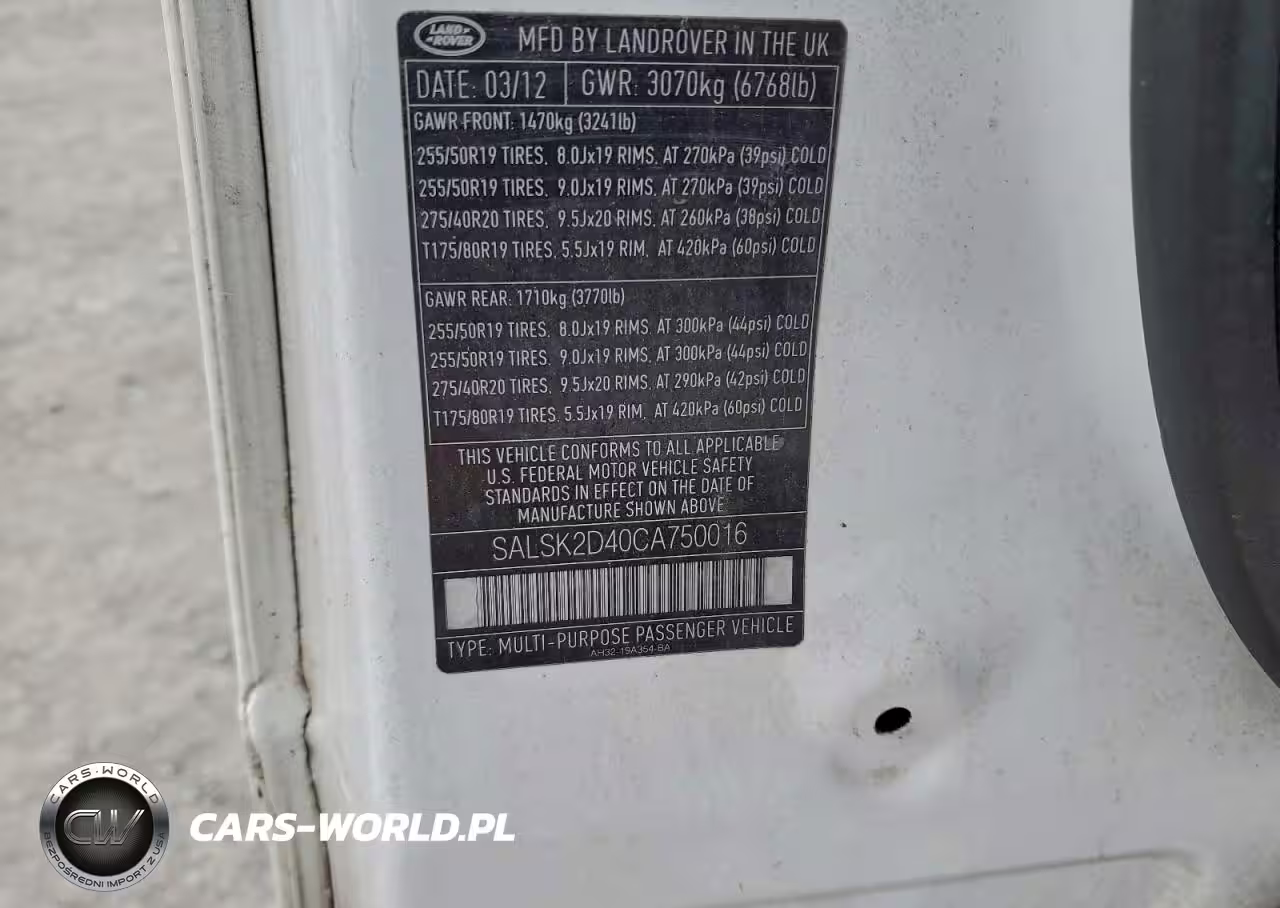 LAND ROVER
MFD BY LANDROVER IN THE UK
DATE: 03/12 GWR: 3070kg (6768lb)
GAWR FRONT: 1470kg (3241lb)
255/50R19 TIRES, 8.0Jx19 RIMS, AT 270kPa (39psi) COLD
255/50R19 TIRES, 9.0Jx19 RIMS, AT 270kPa (39psi) COLD
275/40R20 TIRES, 9.5Jx20 RIMS, AT 260kPa (38psi) COLD
T175/80R19 TIRES, 5.5Jx19 RIM, AT 420kPa (60psi) COLD
GAWR REAR: 1710kg (3770lb)
255/50R19 TIRES, 8.0Jx19 RIMS, AT 300kPa (44psi) COLD
255/50R19 TIRES, 9.0Jx19 RIMS, AT 300kPa (44psi) COLD
275/40R20 TIRES, 9.5Jx20 RIMS, AT 290kPa (42psi) COLD
T175/80R19 TIRES, 5.5Jx19 RIM, AT 420kPa (60psi) COLD
THIS VEHICLE CONFORMS TO ALL APPLICABLE
U.S. FEDERAL MOTOR VEHICLE SAFETY
STANDARDS IN EFFECT ON THE DATE OF
MANUFACTURE SHOWN ABOVE
SALSK2D40CA750016
TYPE: MULTI-PURPOSE PASSENGER VEHICLE
AH32-19A354-BA
CARS-WORLD
CW
BEZPOŚREDNI IMPORT Z USA
CARS-WORLD.PL